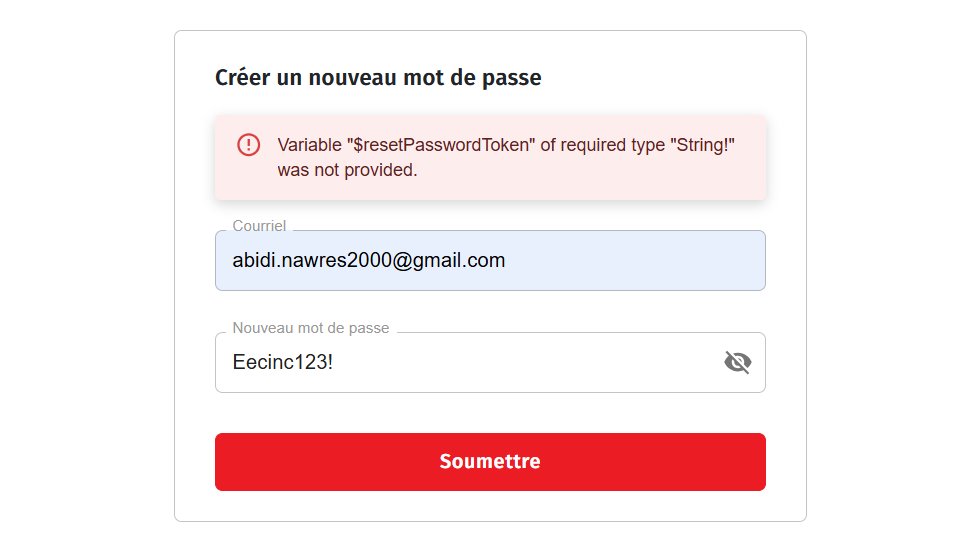 Créer un nouveau mot de passe
Variable "$resetPasswordToken" of required type "String!"
was not provided.
Courriel
abidi.nawres2000@gmail.com
Nouveau mot de passe
Eecinc123!
Soumettre